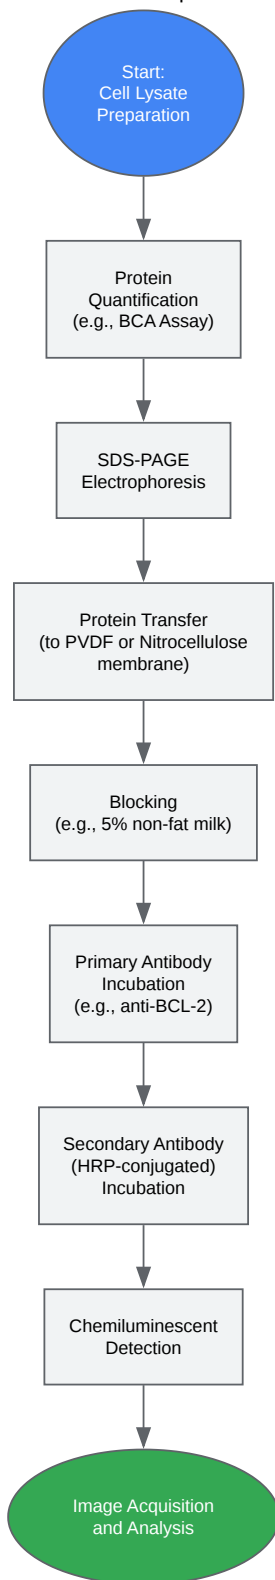 Start:
Cell Lysate
Preparation
Protein
Quantification
(e.g., BCA Assay)
SDS-PAGE
Electrophoresis
Protein Transfer
(to PVDF or Nitrocellulose
membrane)
Blocking
(e.g., 5% non-fat milk)
Primary Antibody
Incubation
(e.g., anti-BCL-2)
Secondary Antibody
(HRP-conjugated)
Incubation
Chemiluminescent
Detection
Image Acquisition
and Analysis